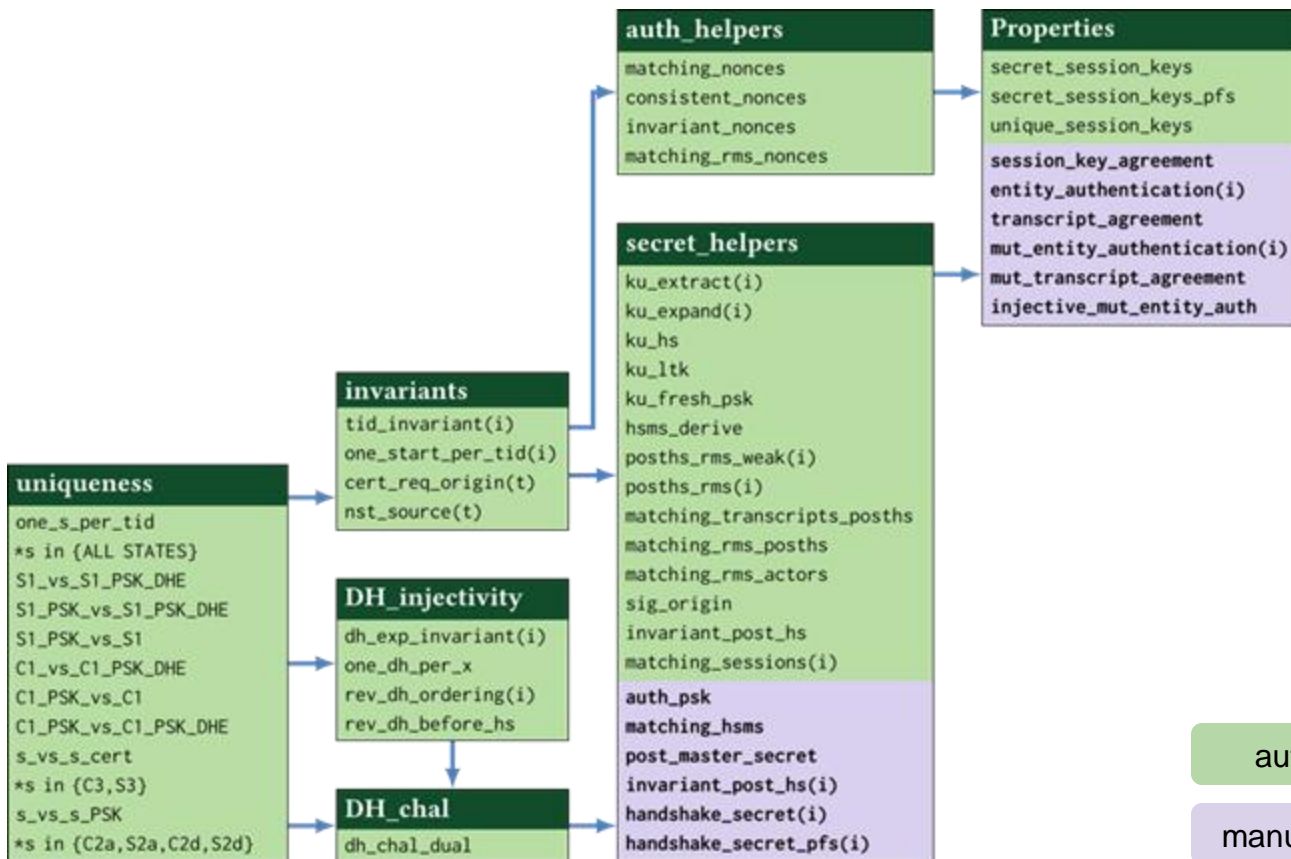 auth_helpers
matching_nonces
consistent_nonces
invariant_nonces
matching_rms_nonces
Properties
secret_session_keys
secret_session_keys_pfs
unique_session_keys
session_key_agreement
entity_authentication(i)
transcript_agreement
mut_entity_authentication(i)
mut_transcript_agreement
injective_mut_entity_auth
secret_helpers
ku_extract(i)
ku_expand(i)
ku_hs
ku_ltk
ku_fresh_psk
hsms_derive
posths_rms_weak(i)
posths_rms(i)
matching_transcripts_posths
matching_rms_posths
matching_rms_actors
sig_origin
invariant_post_hs
matching_sessions(i)
auth_psk
matching_hsms
post_master_secret
invariant_post_hs(i)
handshake_secret(i)
handshake_secret_pfs(i)
invariants
tid_invariant(i)
one_start_per_tid(i)
cert_req_origin(t)
nst_source(t)
uniqueness
one_s_per_tid
*s in {ALL STATES}
S1_vs_S1_PSK_DHE
S1_PSK_vs_S1_PSK_DHE
S1_PSK_vs_S1
C1_vs_C1_PSK_DHE
C1_PSK_vs_C1
C1_PSK_vs_C1_PSK_DHE
s_vs_s_cert
*s in {C3,S3}
s_vs_s_PSK
*s in {C2a,S2a,C2d,S2d}
DH_injectivity
dh_exp_invariant(i)
one_dh_per_x
rev_dh_ordering(i)
rev_dh_before_hs
DH_chal
dh_chal_dual